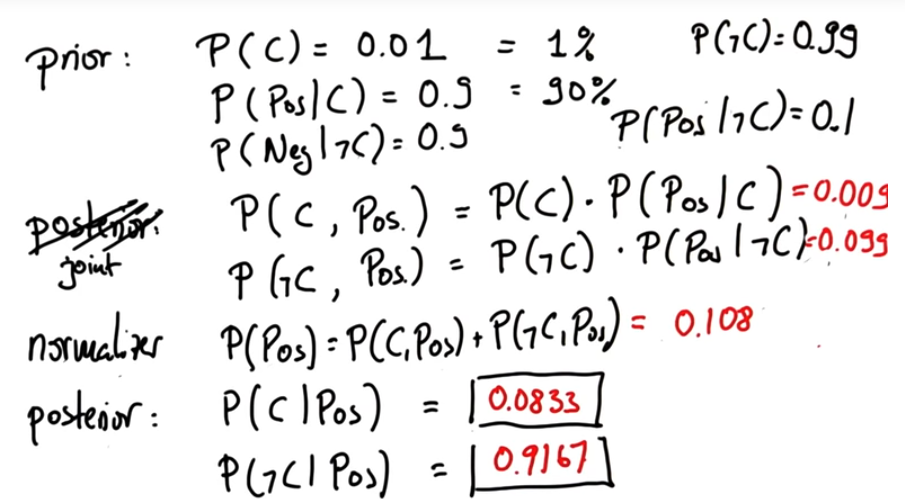 prior: P(C) = 0.01 = 1% P(¬C)=0.99
P(Pos|C) = 0.9 = 90%
P(Neg|¬C)=0.9 P(Pos|¬C)=0.1
posterior: P(C, Pos.) = P(C)·P(Pos|C) =0.009
joint P(¬C, Pos.) = P(¬C)·P(Pos|¬C)=0.099
normalizer P(Pos)=P(C,Pos)+P(¬C,Pos) = 0.108
posterior: P(C|Pos) = 0.0833
P(¬C|Pos) = 0.9167